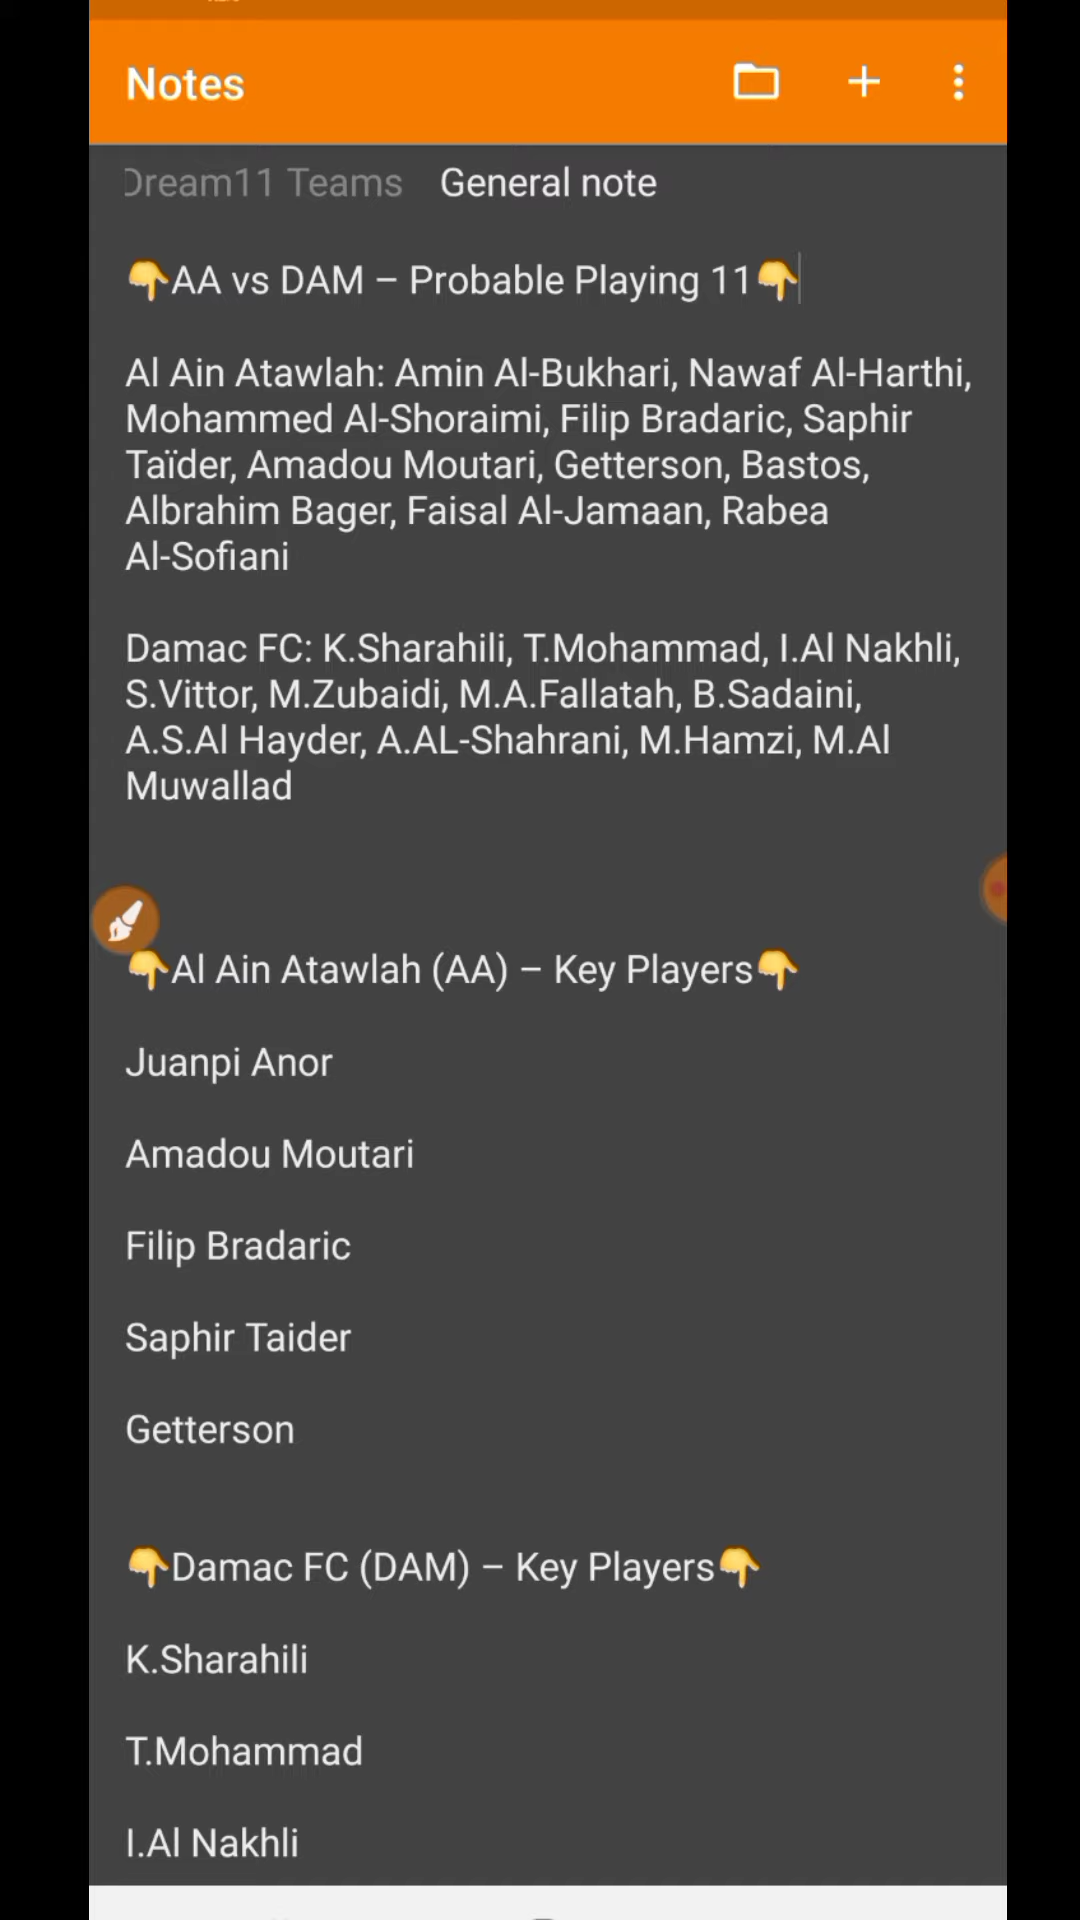 Notes
Dream11 Teams General note
👇AA vs DAM – Probable Playing 11👇
Al Ain Atawlah: Amin Al-Bukhari, Nawaf Al-Harthi,
Mohammed Al-Shoraimi, Filip Bradaric, Saphir
Taïder, Amadou Moutari, Getterson, Bastos,
Albrahim Bager, Faisal Al-Jamaan, Rabea
Al-Sofiani
Damac FC: K.Sharahili, T.Mohammad, I.Al Nakhli,
S.Vittor, M.Zubaidi, M.A.Fallatah, B.Sadaini,
A.S.Al Hayder, A.AL-Shahrani, M.Hamzi, M.Al
Muwallad
👇Al Ain Atawlah (AA) – Key Players👇
Juanpi Anor
Amadou Moutari
Filip Bradaric
Saphir Taider
Getterson
👇Damac FC (DAM) – Key Players👇
K.Sharahili
T.Mohammad
I.Al Nakhli